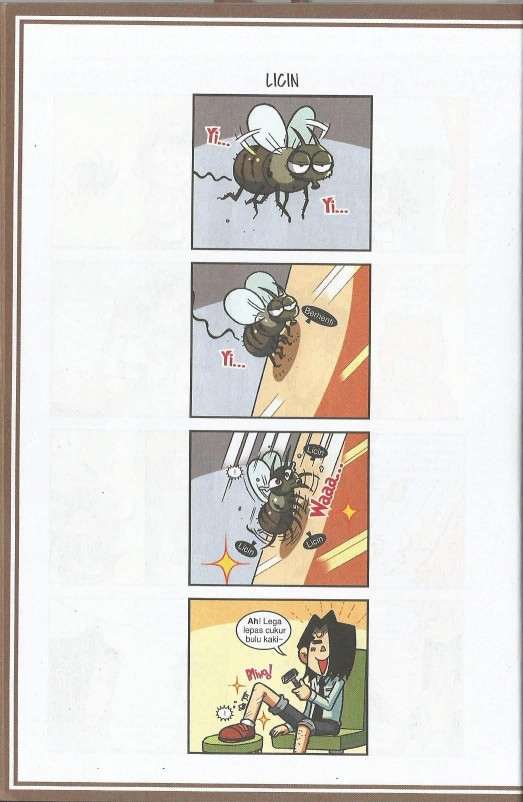 LICIN
Yi...
Yi...
Berhenti
Yi...
Licin
!
Waaa...
Licin
Licin
Ah! Lega
lepas cukur
bulu kaki~
Bling!
!